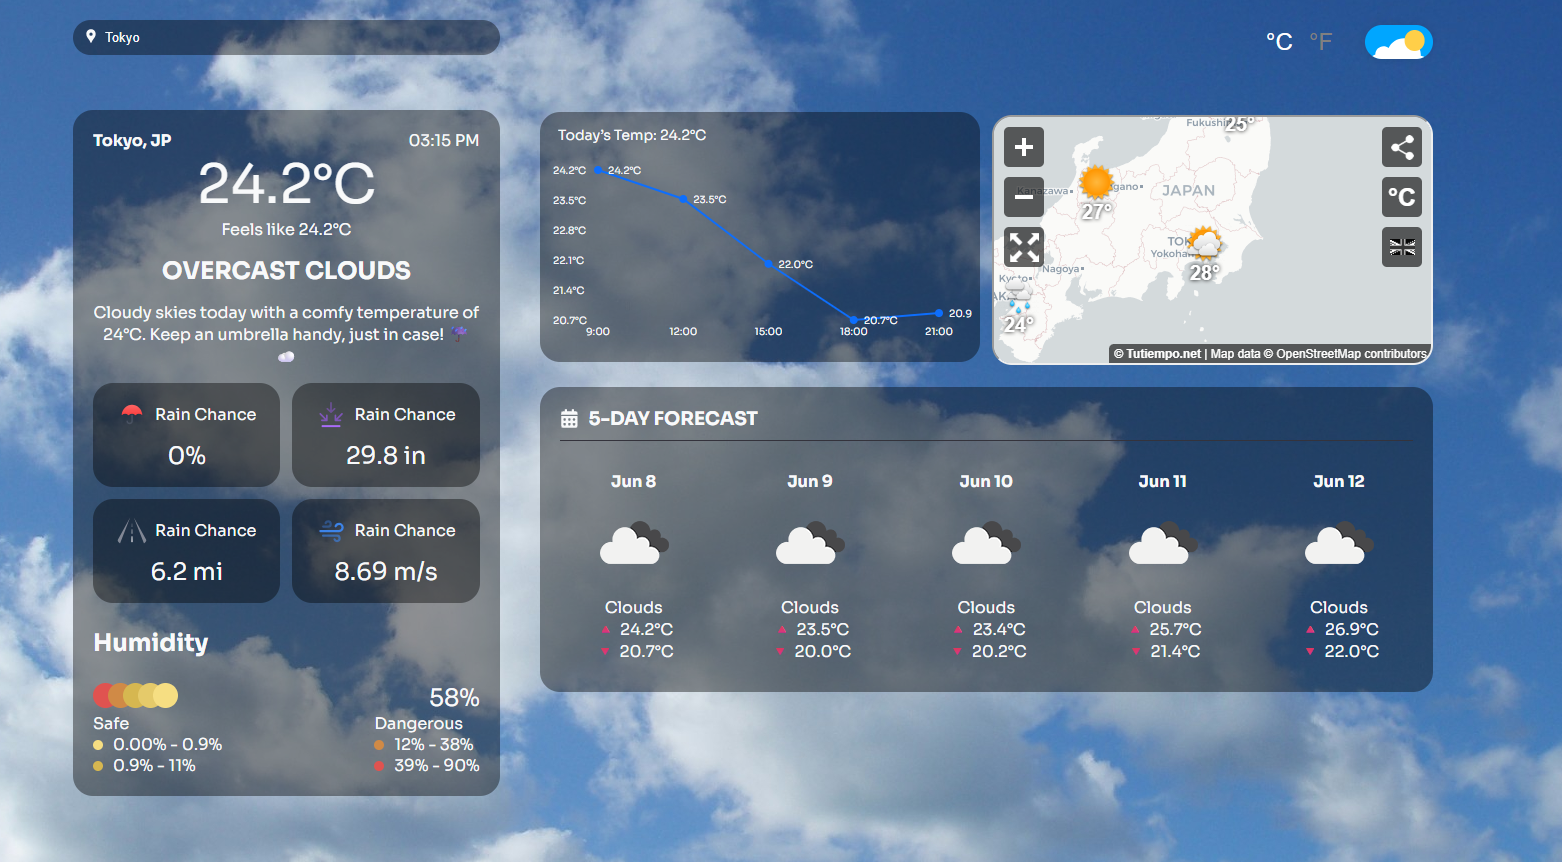 Tokyo
°C °F
Tokyo, JP 03:15 PM
24.2°C
Feels like 24.2°C
OVERCAST CLOUDS
Cloudy skies today with a comfy temperature of
24°C. Keep an umbrella handy, just in case! ☔
☁️
Rain Chance
0%
Rain Chance
29.8 in
Rain Chance
6.2 mi
Rain Chance
8.69 m/s
Humidity
58%
Safe
0.00% - 0.9%
0.9% - 11%
Dangerous
12% - 38%
39% - 90%
Today's Temp: 24.2°C
24.2°C
23.5°C
22.8°C
22.1°C
21.4°C
20.7°C
24.2°C
23.5°C
22.0°C
20.7°C
20.9
9:00 12:00 15:00 18:00 21:00
+
−
°C
Fukushi
25°
Kanazawa
gano
JAPAN
27°
TOK
Yokoham
28°
Nagoya
Kyoto
AK
24°
© Tutiempo.net | Map data © OpenStreetMap contributors
5-DAY FORECAST
Jun 8 Jun 9 Jun 10 Jun 11 Jun 12
Clouds Clouds Clouds Clouds Clouds
24.2°C 23.5°C 23.4°C 25.7°C 26.9°C
20.7°C 20.0°C 20.2°C 21.4°C 22.0°C